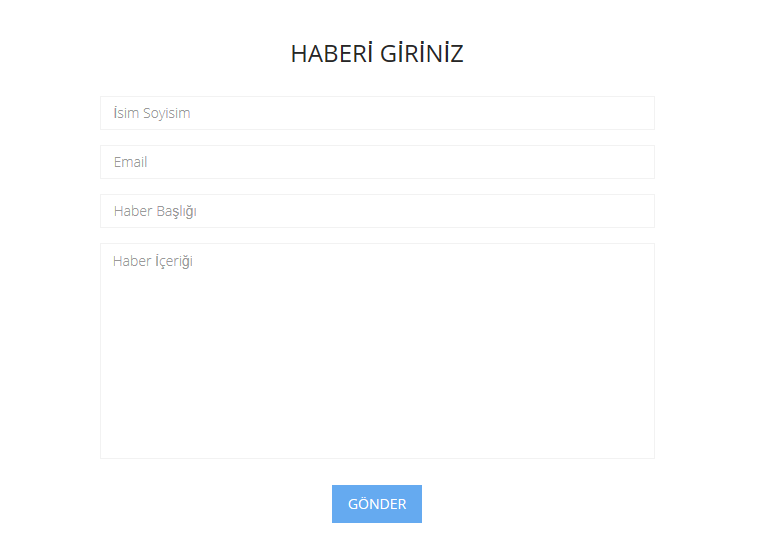 HABERİ GİRİNİZ
İsim Soyisim
Email
Haber Başlığı
Haber İçeriği
GÖNDER